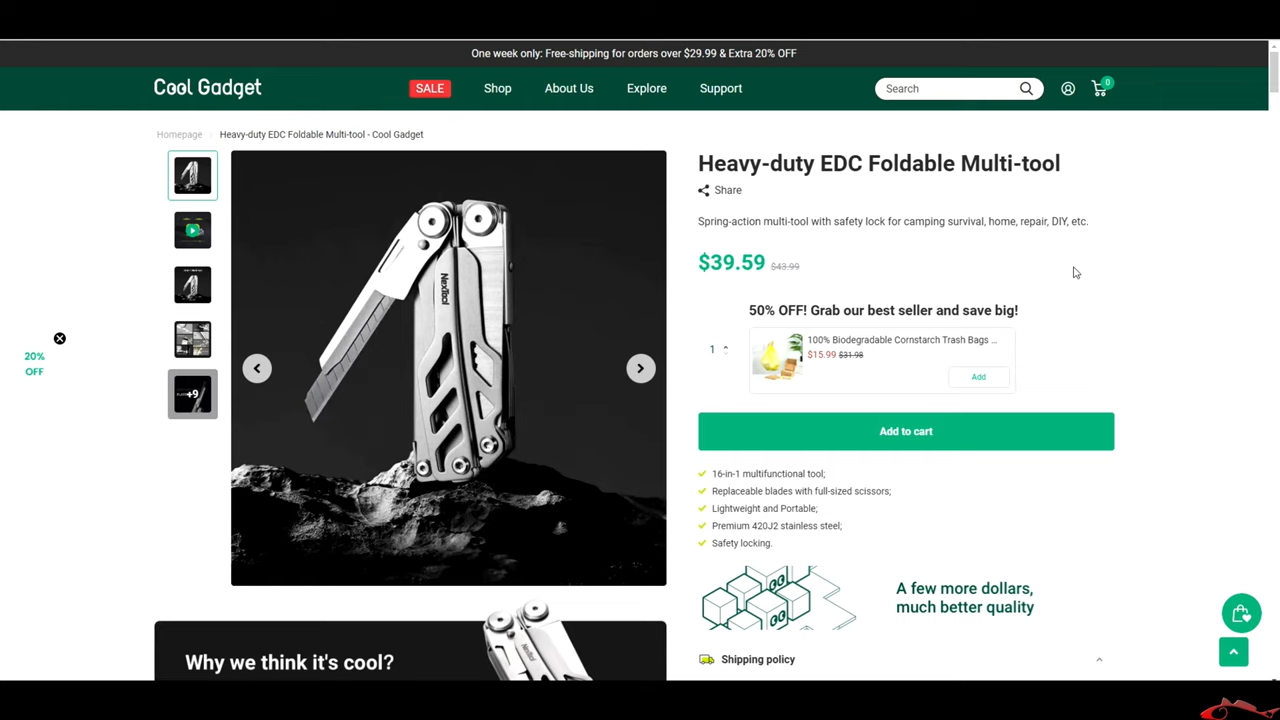 One week only: Free-shipping for orders over $29.99 & Extra 20% OFF
Cool Gadget
SALE
Shop
About Us
Explore
Support
Search
0
Homepage
Heavy-duty EDC Foldable Multi-tool - Cool Gadget
+9
NexTool
Heavy-duty EDC Foldable Multi-tool
Share
Spring-action multi-tool with safety lock for camping survival, home, repair, DIY, etc.
$39.59 $43.99
50% OFF! Grab our best seller and save big!
1
100% Biodegradable Cornstarch Trash Bags ...
$15.99 $31.98
Add
Add to cart
16-in-1 multifunctional tool;
Replaceable blades with full-sized scissors;
Lightweight and Portable;
Premium 420J2 stainless steel;
Safety locking.
A few more dollars,
much better quality
Shipping policy
20%
OFF
Why we think it's cool?